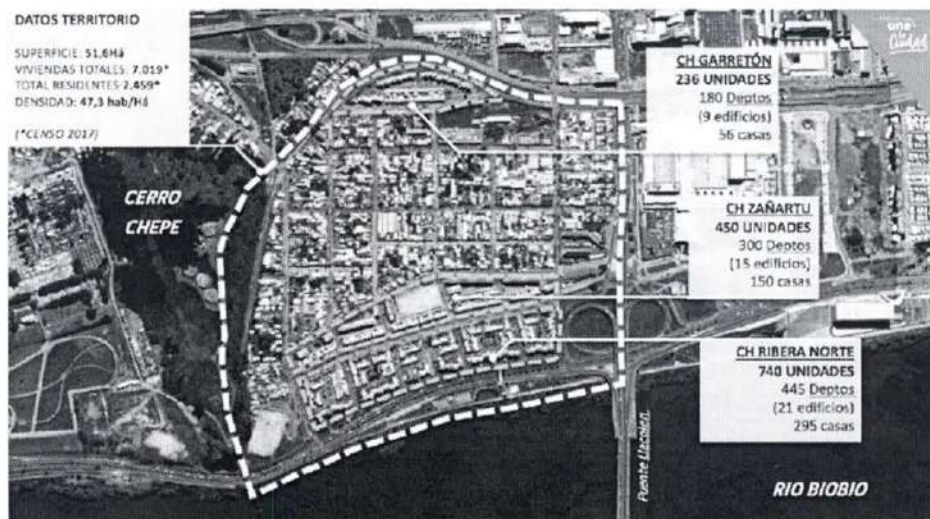 DATOS TERRITORIO
SUPERFICIE: 51,6Há
VIVIENDAS TOTALES: 7.019*
TOTAL RESIDENTES 2.459*
DENSIDAD: 47,3 hab/Há
(*CENSO 2017)
CERRO
CHEPE
CH GARRETÓN
236 UNIDADES
180 Deptos
(9 edificios)
56 casas
CH ZAÑARTU
450 UNIDADES
300 Deptos
(15 edificios)
150 casas
CH RIBERA NORTE
740 UNIDADES
445 Deptos
(21 edificios)
295 casas
Puente Llacolén
RIO BIOBIO